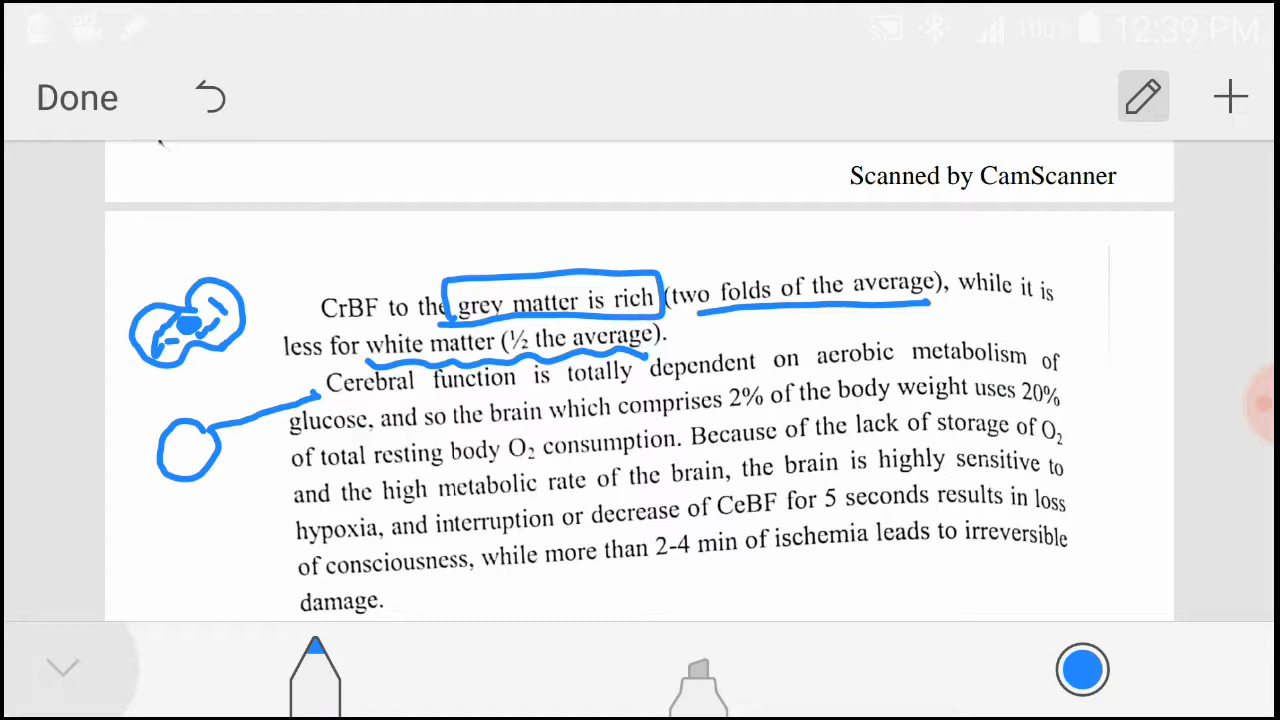 100% 12:39 PM
Done
Scanned by CamScanner
CrBF to the grey matter is rich (two folds of the average), while it is
less for white matter (½ the average).
Cerebral function is totally dependent on aerobic metabolism of
glucose, and so the brain which comprises 2% of the body weight uses 20%
of total resting body O₂ consumption. Because of the lack of storage of O₂
and the high metabolic rate of the brain, the brain is highly sensitive to
hypoxia, and interruption or decrease of CeBF for 5 seconds results in loss
of consciousness, while more than 2-4 min of ischemia leads to irreversible
damage.